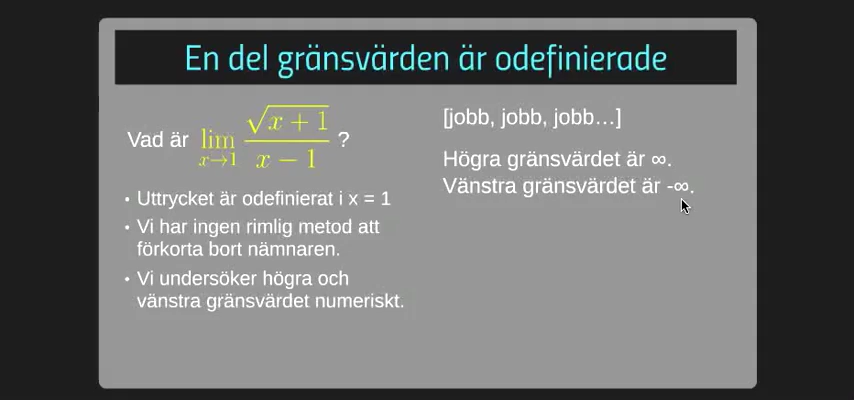 En del gränsvärden är odefinierade
Vad är lim x→1 √(x + 1) / (x − 1) ?
• Uttrycket är odefinierat i x = 1
• Vi har ingen rimlig metod att
förkorta bort nämnaren.
• Vi undersöker högra och
vänstra gränsvärdet numeriskt.
[jobb, jobb, jobb…]
Högra gränsvärdet är ∞.
Vänstra gränsvärdet är -∞.